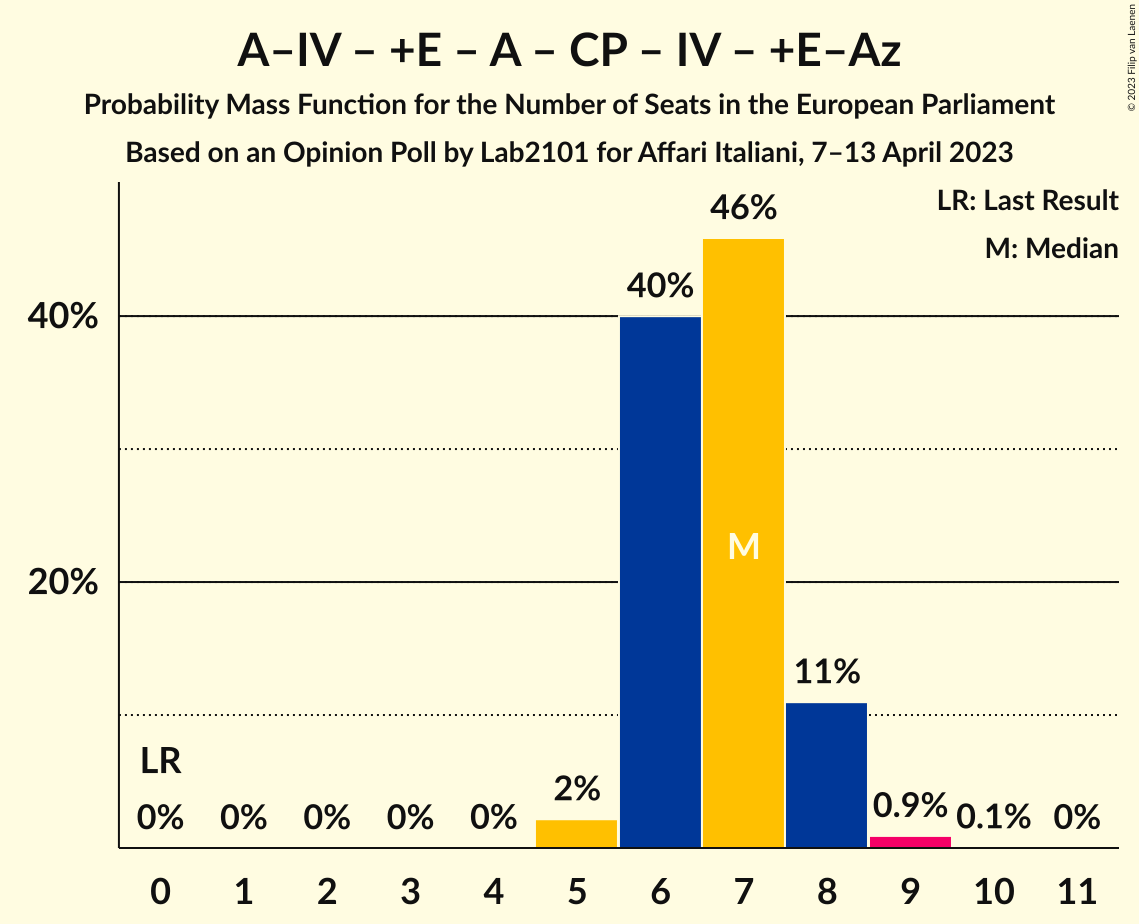 A–IV – +E – A – CP – IV – +E–Az
Probability Mass Function for the Number of Seats in the European Parliament
Based on an Opinion Poll by Lab2101 for Affari Italiani, 7–13 April 2023
© 2023 Filip van Laenen
LR: Last Result
M: Median
46%
40%
40%
M
20%
11%
LR
2%
0% 0% 0% 0% 0% 0.9% 0.1% 0%
0 1 2 3 4 5 6 7 8 9 10 11